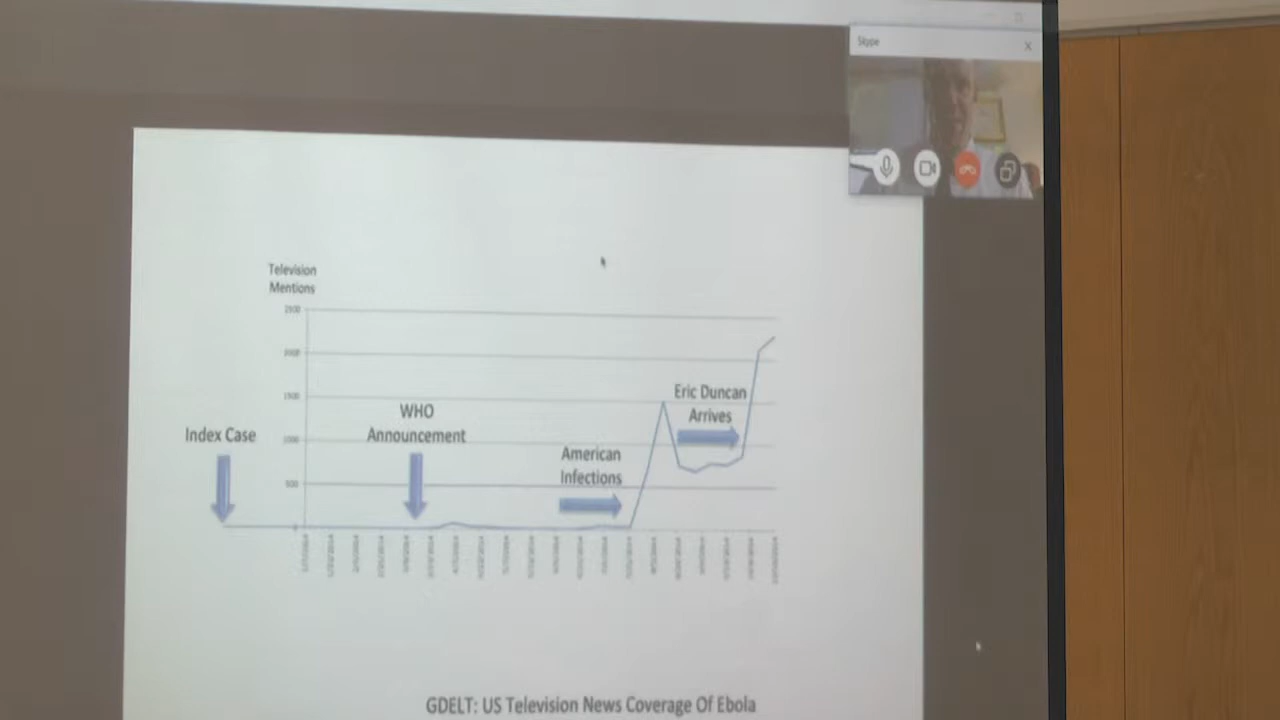 Skype
X
Television
Mentions
2500
2000
1500
Eric Duncan
Arrives
WHO
Announcement
Index Case
1000
American
Infections
500
0
GDELT: US Television News Coverage Of Ebola